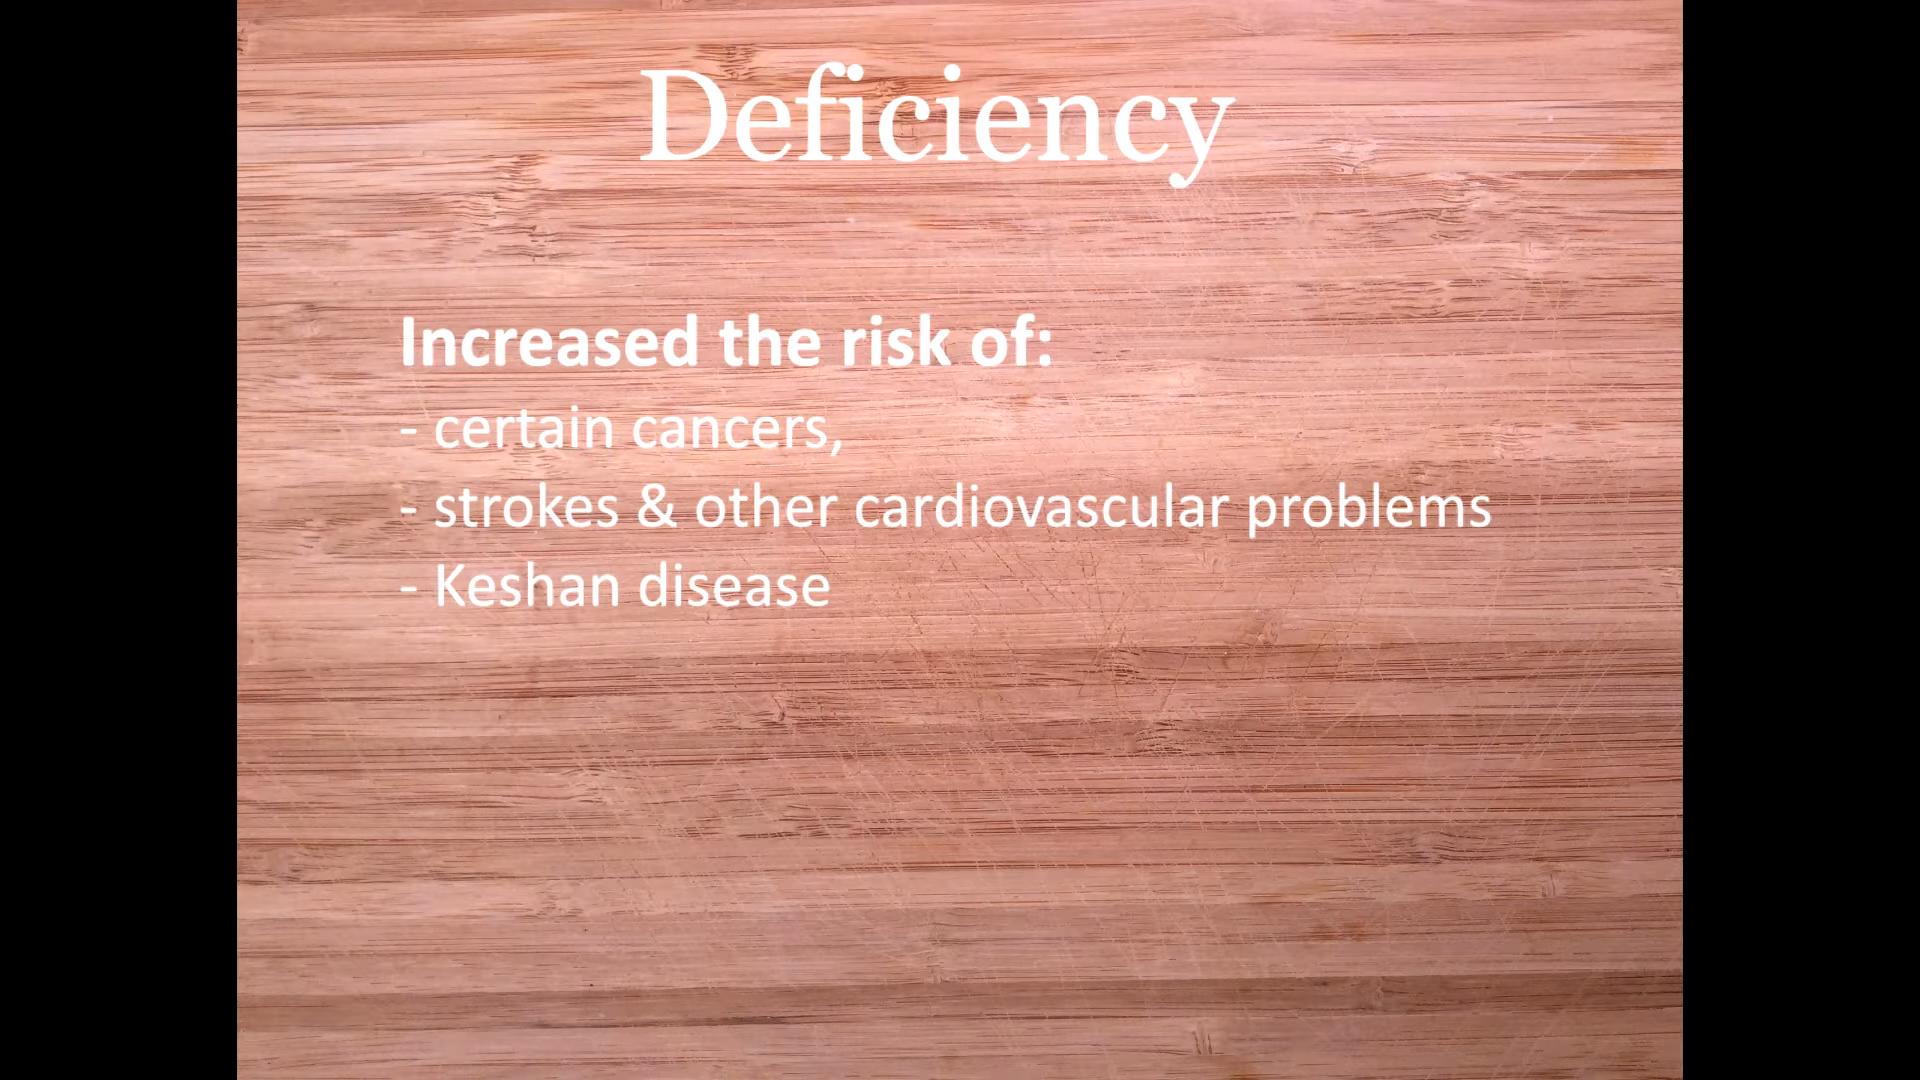 Deficiency
Increased the risk of:
- certain cancers,
- strokes & other cardiovascular problems
- Keshan disease